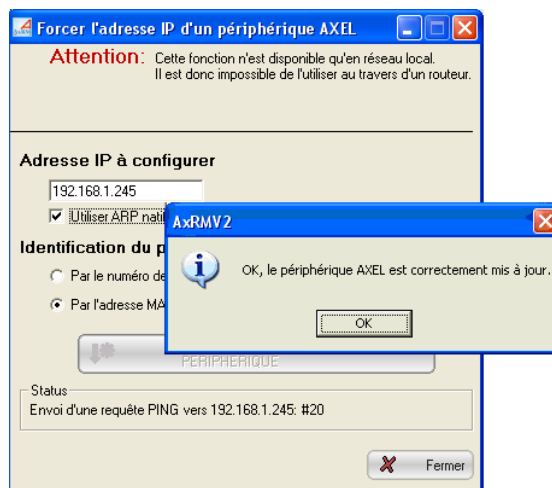 Forcer l'adresse IP d'un périphérique AXEL
Attention: Cette fonction n'est disponible qu'en réseau local.
Il est donc impossible de l'utiliser au travers d'un routeur.
Adresse IP à configurer
192.168.1.245
Utiliser ARP natif
AxRMV2
OK, le périphérique AXEL est correctement mis à jour.
OK
Identification du p
Par le numéro de
Par l'adresse MA
PERIPHERIQUE
Status
Envoi d'une requête PING vers 192.168.1.245: #20
Fermer